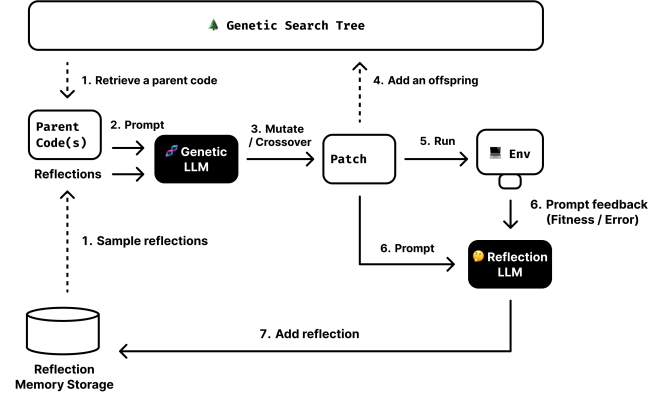 🌲 Genetic Search Tree
1. Retrieve a parent code
4. Add an offspring
Parent
Code(s)
2. Prompt
🧬 Genetic
LLM
3. Mutate
/ Crossover
Patch
5. Run
💻 Env
Reflections
6. Prompt feedback
(Fitness / Error)
1. Sample reflections
6. Prompt
🤔 Reflection
LLM
7. Add reflection
Reflection
Memory Storage